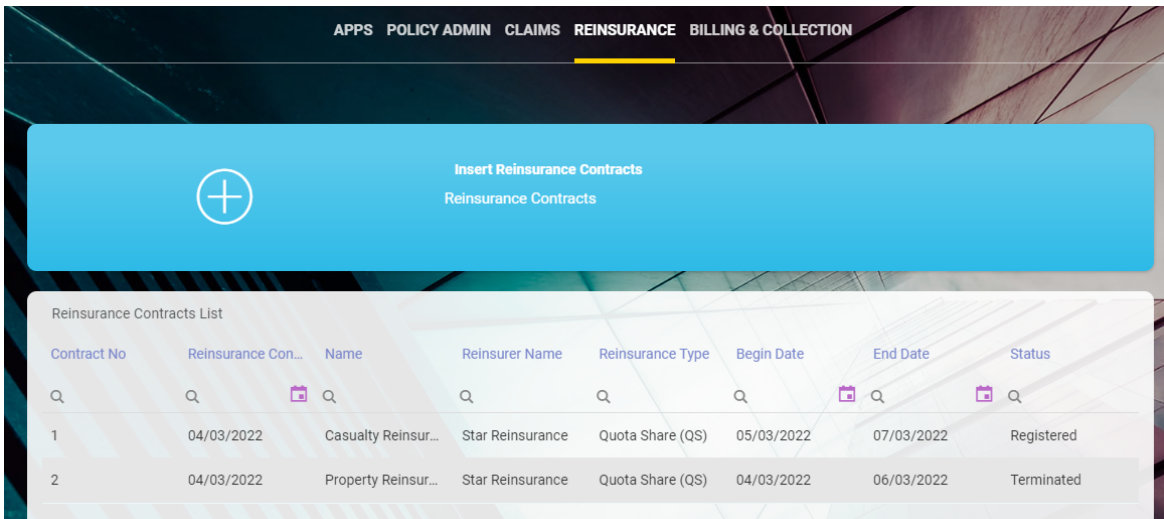 APPS POLICY ADMIN CLAIMS REINSURANCE BILLING & COLLECTION
Insert Reinsurance Contracts
Reinsurance Contracts
Reinsurance Contracts List
Contract No Reinsurance Con... Name Reinsurer Name Reinsurance Type Begin Date End Date Status
1 04/03/2022 Casualty Reinsur... Star Reinsurance Quota Share (QS) 05/03/2022 07/03/2022 Registered
2 04/03/2022 Property Reinsur... Star Reinsurance Quota Share (QS) 04/03/2022 06/03/2022 Terminated